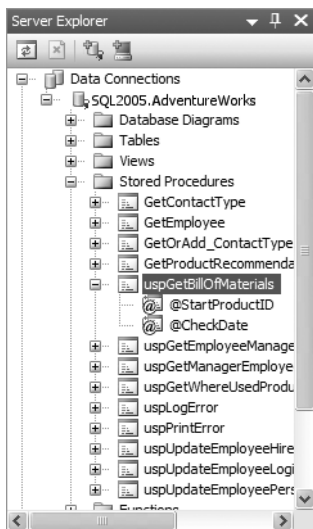 Server Explorer
Data Connections
SQL2005.AdventureWorks
Database Diagrams
Tables
Views
Stored Procedures
GetContactType
GetEmployee
GetOrAdd_ContactType
GetProductRecommenda
uspGetBillOfMaterials
@StartProductID
@CheckDate
uspGetEmployeeManage
uspGetManagerEmploye
uspGetWhereUsedProdu
uspLogError
uspPrintError
uspUpdateEmployeeHire
uspUpdateEmployeeLogi
uspUpdateEmployeePers
Functions